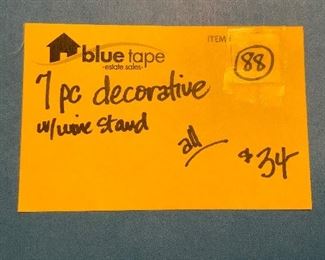 blue tape
-estate sales-
ITEM
88
7 pc decorative
w/wire stand
all
$34